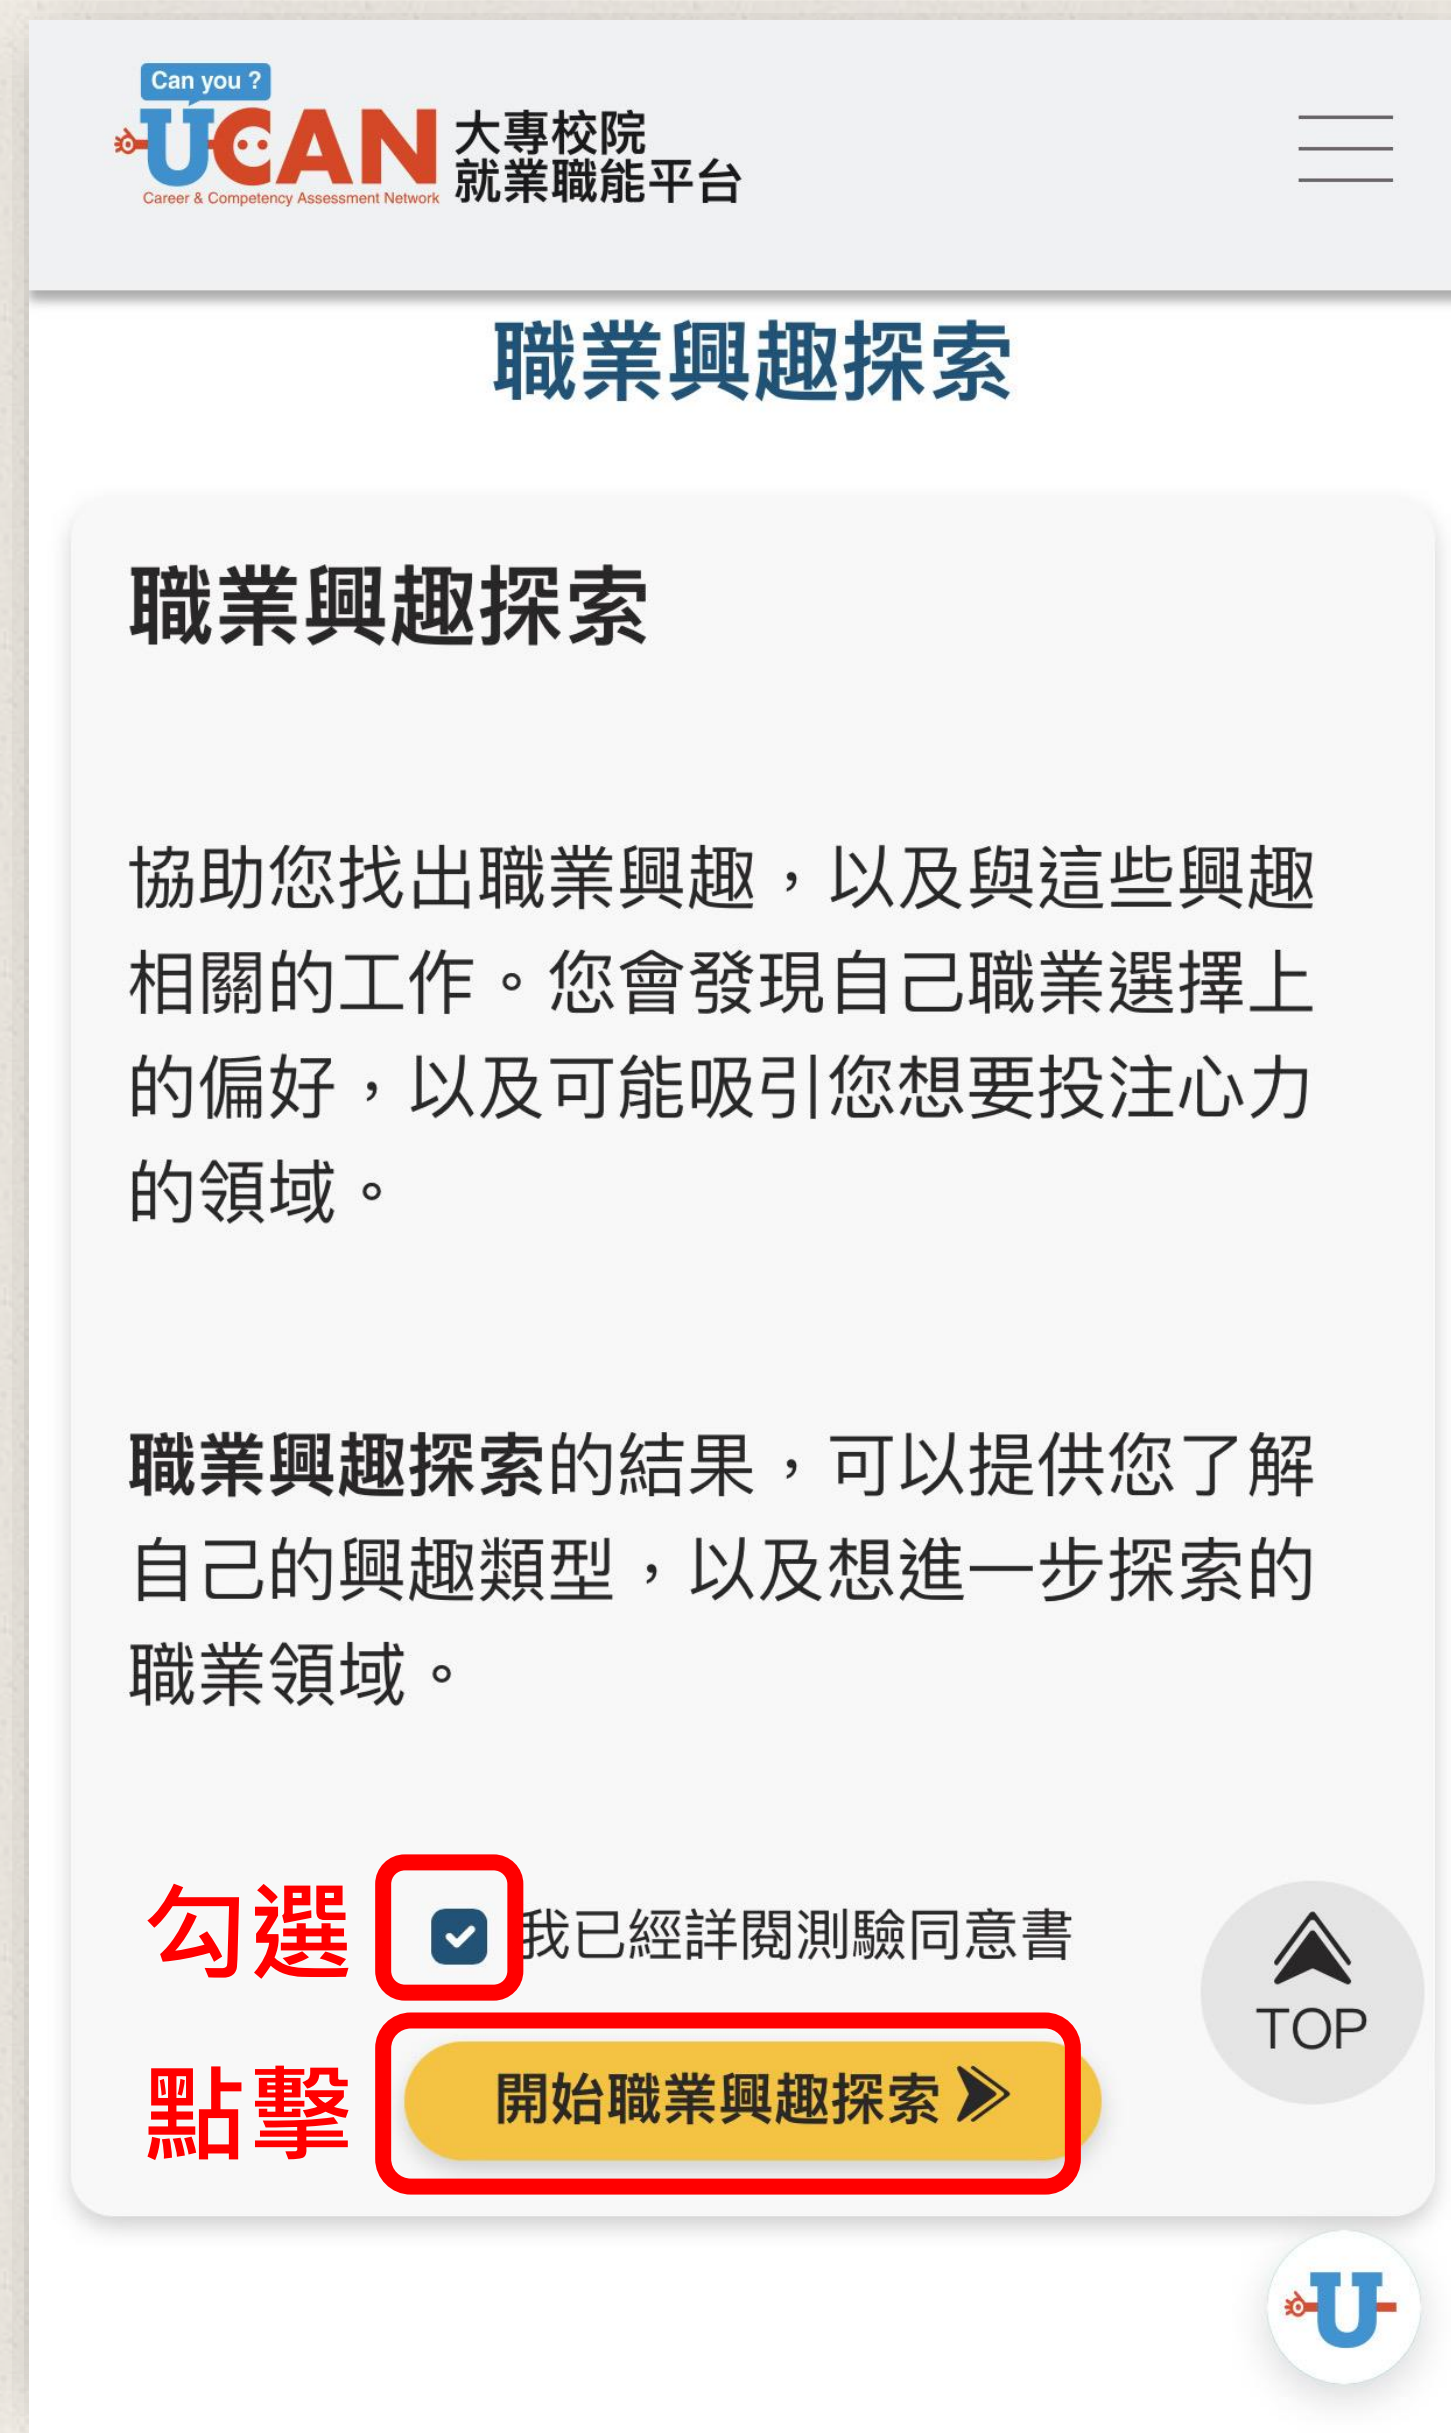 Can you ?
UCAN
Career & Competency Assessment Network
大專校院
就業職能平台
職業興趣探索
職業興趣探索
協助您找出職業興趣，以及與這些興趣
相關的工作。您會發現自己職業選擇上
的偏好，以及可能吸引您想要投注心力
的領域。
職業興趣探索的結果，可以提供您了解
自己的興趣類型，以及想進一步探索的
職業領域。
勾選 我已經詳閱測驗同意書
TOP
點擊 開始職業興趣探索
U